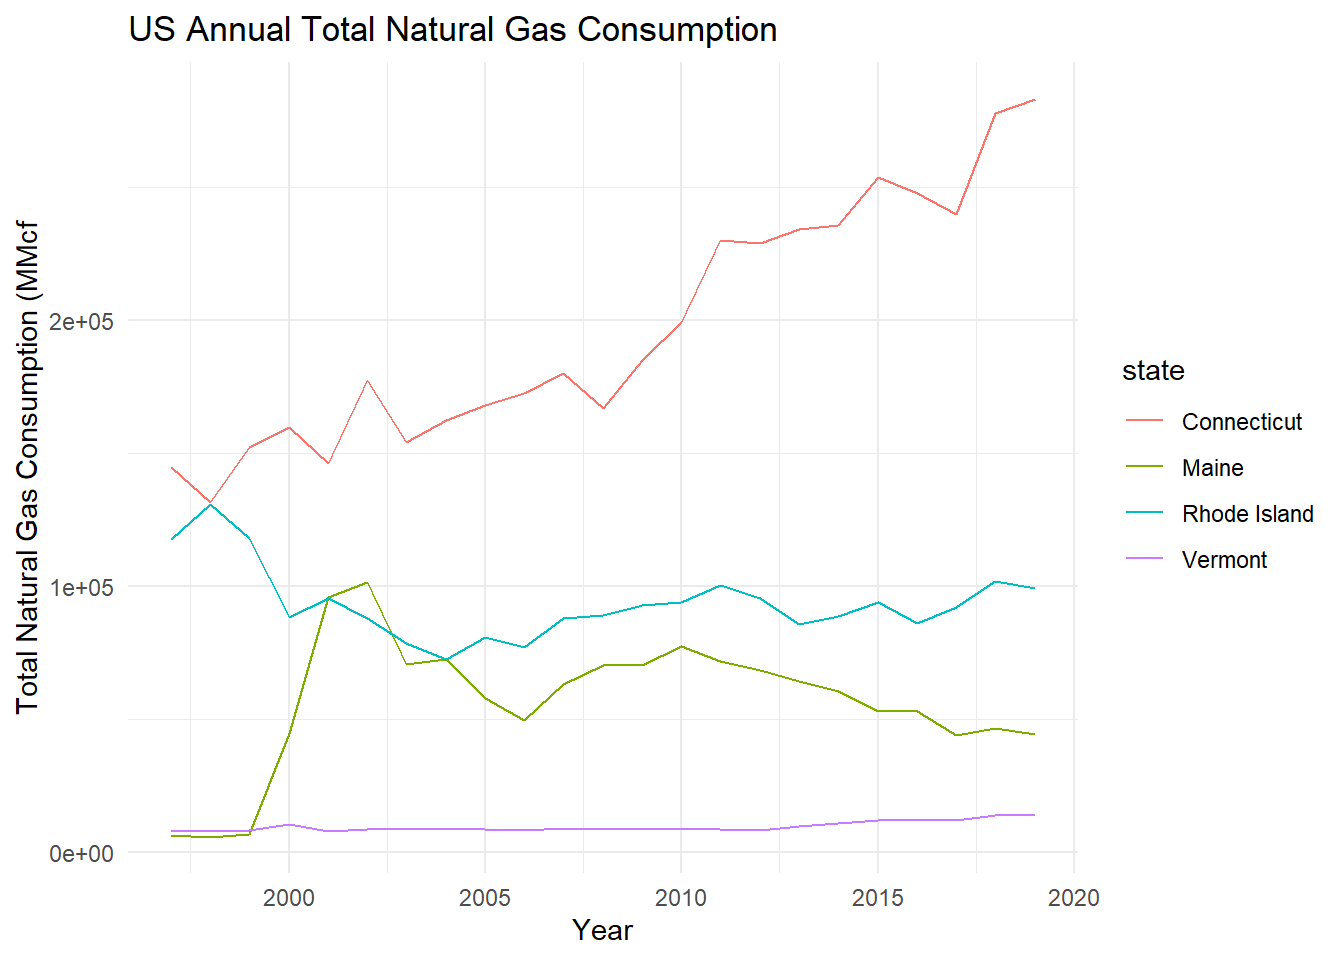 US Annual Total Natural Gas Consumption
Total Natural Gas Consumption (MMcf
2e+05
1e+05
0e+00
2000 2005 2010 2015 2020
Year
state
Connecticut
Maine
Rhode Island
Vermont